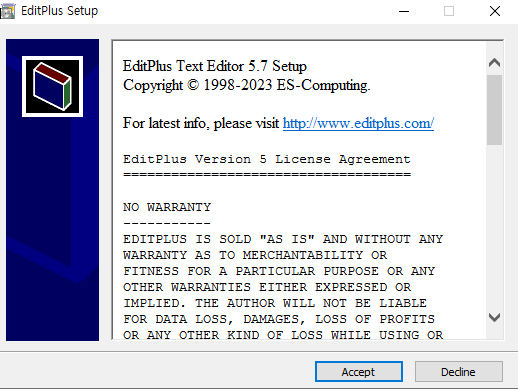 EditPlus Setup
EditPlus Text Editor 5.7 Setup
Copyright © 1998-2023 ES-Computing.
For latest info, please visit http://www.editplus.com/
EditPlus Version 5 License Agreement
====================================
NO WARRANTY
-----------
EDITPLUS IS SOLD "AS IS" AND WITHOUT ANY
WARRANTY AS TO MERCHANTABILITY OR
FITNESS FOR A PARTICULAR PURPOSE OR ANY
OTHER WARRANTIES EITHER EXPRESSED OR
IMPLIED. THE AUTHOR WILL NOT BE LIABLE
FOR DATA LOSS, DAMAGES, LOSS OF PROFITS
OR ANY OTHER KIND OF LOSS WHILE USING OR
Accept Decline